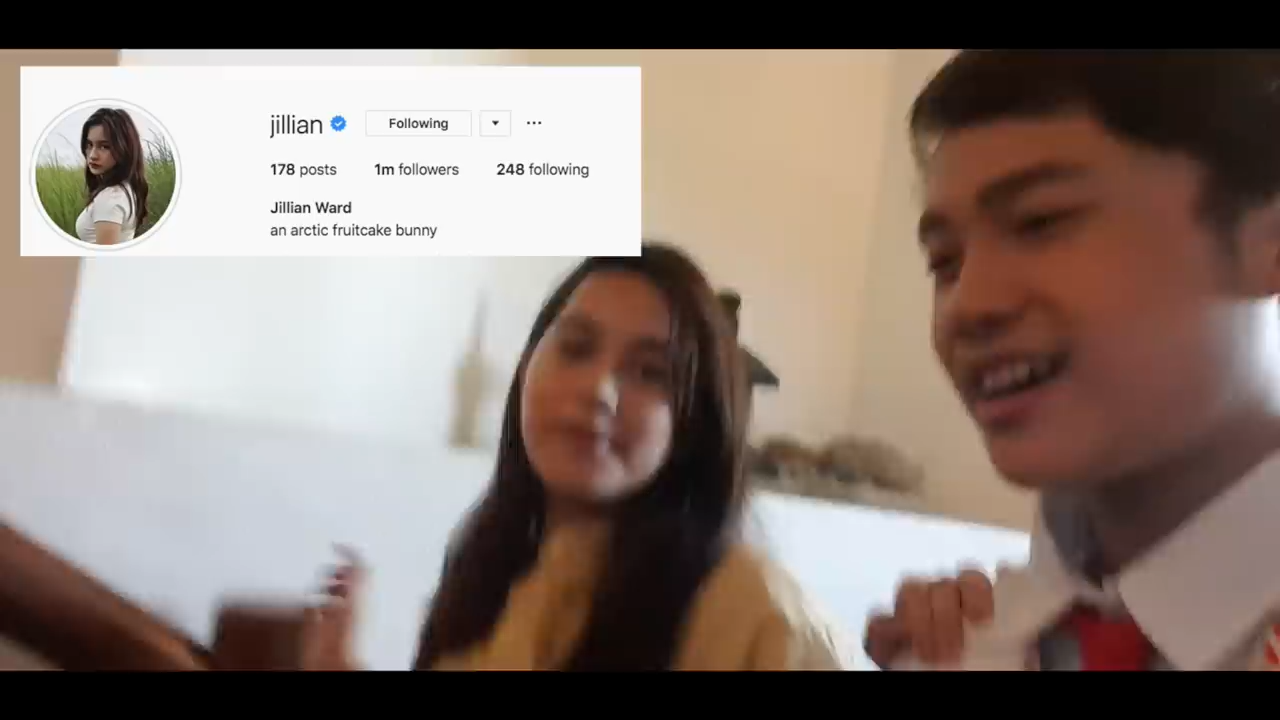 jillian Following
178 posts 1m followers 248 following
Jillian Ward
an arctic fruitcake bunny